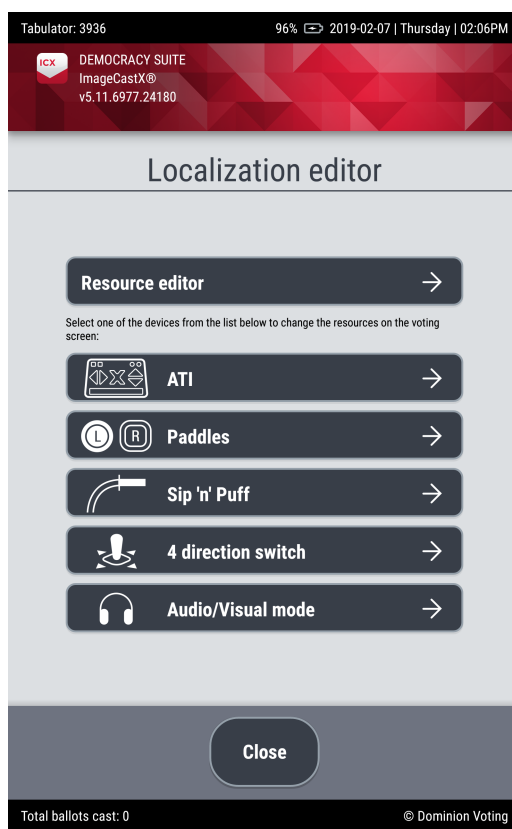 Tabulator: 3936
96% 2019-02-07 | Thursday | 02:06PM
ICX
DEMOCRACY SUITE
ImageCastX®
v5.11.6977.24180
Localization editor
Resource editor
Select one of the devices from the list below to change the resources on the voting
screen:
ATI
L R Paddles
Sip 'n' Puff
4 direction switch
Audio/Visual mode
Close
Total ballots cast: 0
© Dominion Voting